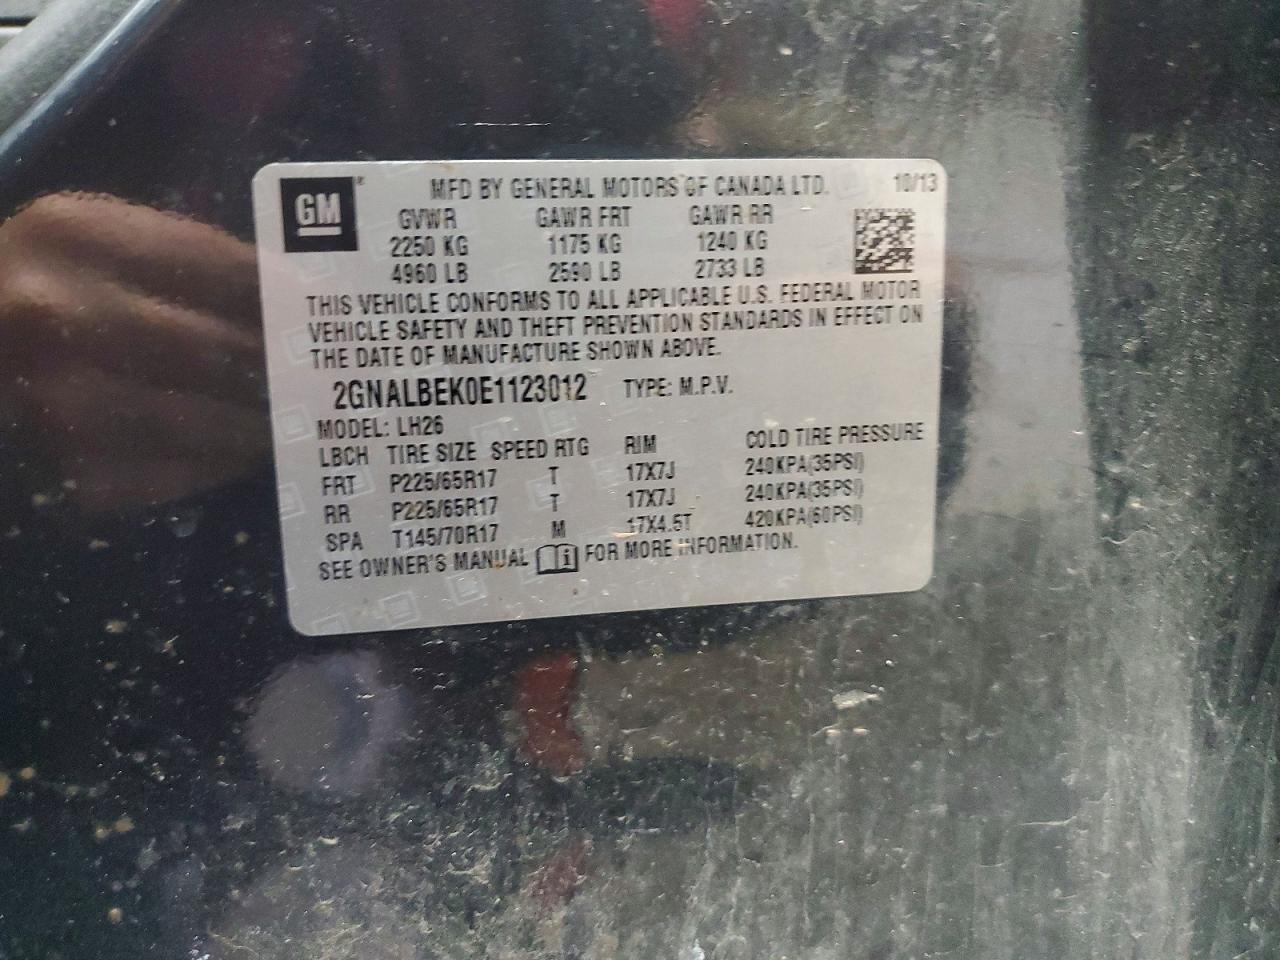 GM ® MFD BY GENERAL MOTORS OF CANADA LTD. 10/13
GVWR GAWR FRT GAWR RR
2250 KG 1175 KG 1240 KG
4960 LB 2590 LB 2733 LB
THIS VEHICLE CONFORMS TO ALL APPLICABLE U.S. FEDERAL MOTOR
VEHICLE SAFETY AND THEFT PREVENTION STANDARDS IN EFFECT ON
THE DATE OF MANUFACTURE SHOWN ABOVE.
2GNALBEK0E1123012 TYPE: M.P.V.
MODEL: LH26
LBCH TIRE SIZE SPEED RTG RIM COLD TIRE PRESSURE
FRT P225/65R17 T 17X7J 240KPA(35PSI)
RR P225/65R17 T 17X7J 240KPA(35PSI)
SPA T145/70R17 M 17X4.5T 420KPA(60PSI)
SEE OWNER'S MANUAL i FOR MORE INFORMATION.